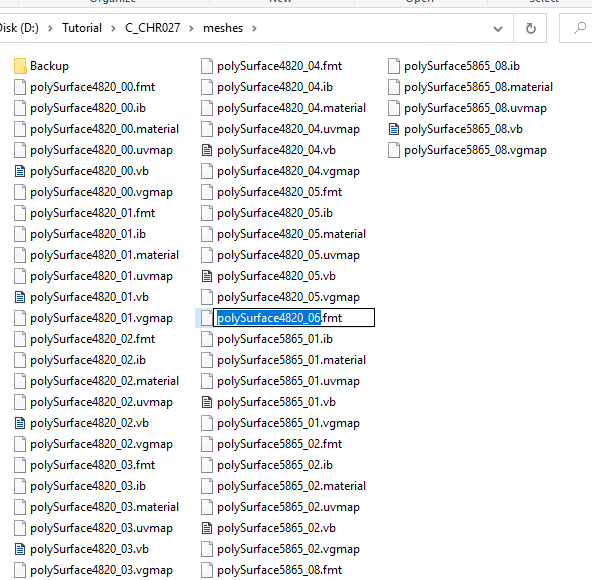 Organize New Open Select
Disk (D:) > Tutorial > C_CHR027 > meshes >
Backup
polySurface4820_00.fmt
polySurface4820_00.ib
polySurface4820_00.material
polySurface4820_00.uvmap
polySurface4820_00.vb
polySurface4820_00.vgmap
polySurface4820_01.fmt
polySurface4820_01.ib
polySurface4820_01.material
polySurface4820_01.uvmap
polySurface4820_01.vb
polySurface4820_01.vgmap
polySurface4820_02.fmt
polySurface4820_02.ib
polySurface4820_02.material
polySurface4820_02.uvmap
polySurface4820_02.vb
polySurface4820_02.vgmap
polySurface4820_03.fmt
polySurface4820_03.ib
polySurface4820_03.material
polySurface4820_03.uvmap
polySurface4820_03.vb
polySurface4820_03.vgmap
polySurface4820_04.fmt
polySurface4820_04.ib
polySurface4820_04.material
polySurface4820_04.uvmap
polySurface4820_04.vb
polySurface4820_04.vgmap
polySurface4820_05.fmt
polySurface4820_05.ib
polySurface4820_05.material
polySurface4820_05.uvmap
polySurface4820_05.vb
polySurface4820_05.vgmap
polySurface4820_06.fmt
polySurface5865_01.ib
polySurface5865_01.material
polySurface5865_01.uvmap
polySurface5865_01.vb
polySurface5865_01.vgmap
polySurface5865_02.fmt
polySurface5865_02.ib
polySurface5865_02.material
polySurface5865_02.uvmap
polySurface5865_02.vb
polySurface5865_02.vgmap
polySurface5865_08.fmt
polySurface5865_08.ib
polySurface5865_08.material
polySurface5865_08.uvmap
polySurface5865_08.vb
polySurface5865_08.vgmap